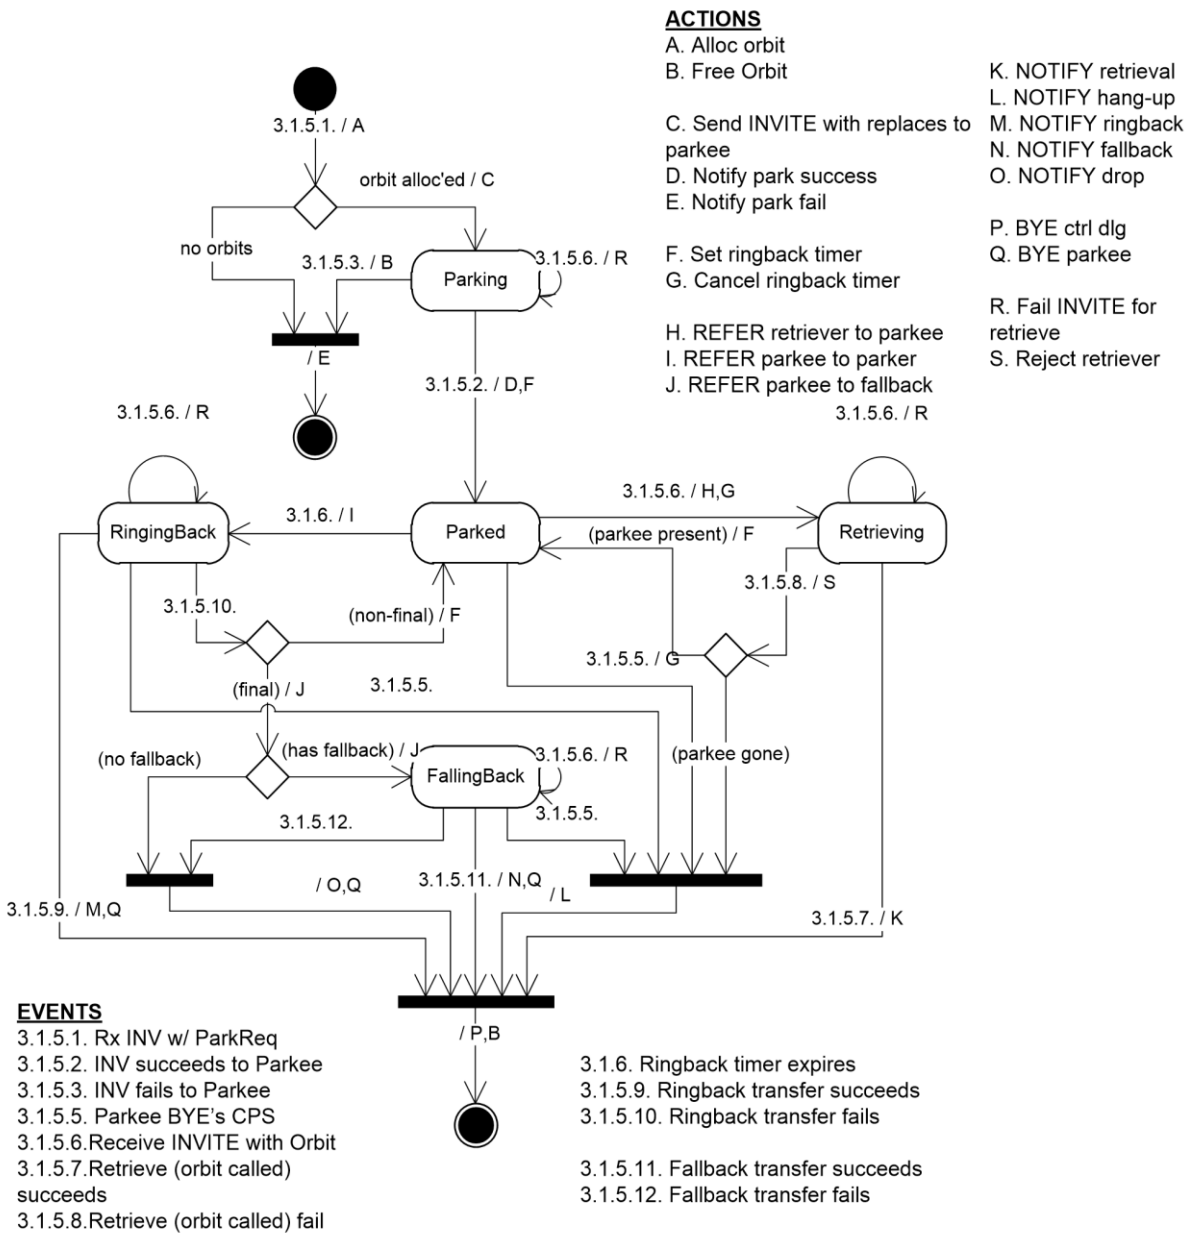 ACTIONS
A. Alloc orbit
B. Free Orbit
C. Send INVITE with replaces to
parkee
D. Notify park success
E. Notify park fail
F. Set ringback timer
G. Cancel ringback timer
H. REFER retriever to parkee
I. REFER parkee to parker
J. REFER parkee to fallback
K. NOTIFY retrieval
L. NOTIFY hang-up
M. NOTIFY ringback
N. NOTIFY fallback
O. NOTIFY drop
P. BYE ctrl dlg
Q. BYE parkee
R. Fail INVITE for
retrieve
S. Reject retriever
3.1.5.1. / A
orbit alloc'ed / C
no orbits
3.1.5.3. / B
Parking
3.1.5.6. / R
/ E
3.1.5.2. / D,F
3.1.5.6. / R
3.1.5.6. / R
RingingBack
3.1.6. / I
Parked
3.1.5.6. / H,G
(parkee present) / F
Retrieving
3.1.5.8. / S
3.1.5.10.
(non-final) / F
3.1.5.5. / G
(final) / J
3.1.5.5.
(no fallback)
(has fallback) / J
FallingBack
3.1.5.6. / R
(parkee gone)
3.1.5.12.
3.1.5.5.
/ O,Q
3.1.5.11. / N,Q
/ L
3.1.5.9. / M,Q
3.1.5.7. / K
/ P,B
EVENTS
3.1.5.1. Rx INV w/ ParkReq
3.1.5.2. INV succeeds to Parkee
3.1.5.3. INV fails to Parkee
3.1.5.5. Parkee BYE's CPS
3.1.5.6.Receive INVITE with Orbit
3.1.5.7.Retrieve (orbit called)
succeeds
3.1.5.8.Retrieve (orbit called) fail
3.1.6. Ringback timer expires
3.1.5.9. Ringback transfer succeeds
3.1.5.10. Ringback transfer fails
3.1.5.11. Fallback transfer succeeds
3.1.5.12. Fallback transfer fails